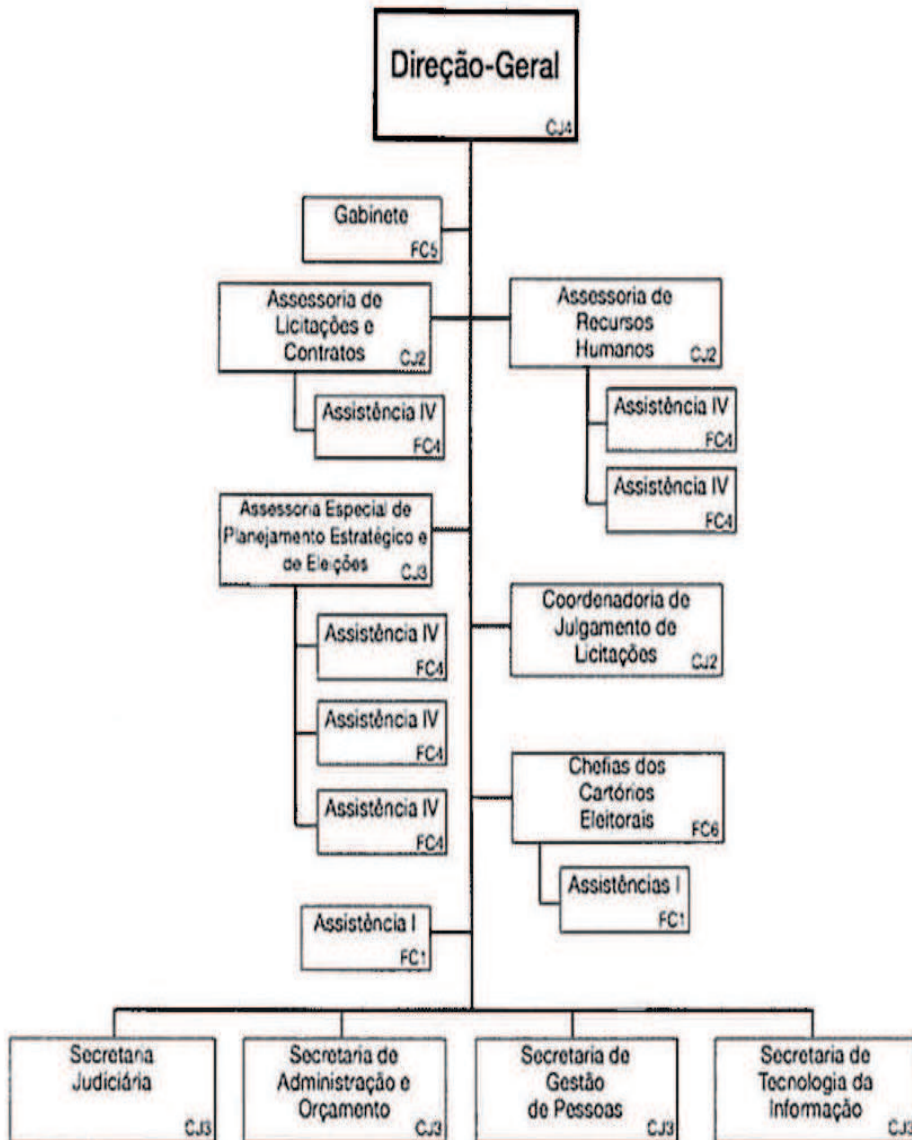 Direção-Geral
CJ4
Gabinete
FC5
Assessoria de
Licitações e
Contratos
CJ2
Assessoria de
Recursos
Humanos
CJ2
Assistência IV
FC4
Assistência IV
FC4
Assistência IV
FC4
Assessoria Especial de
Planejamento Estratégico e
de Eleições
CJ3
Assistência IV
FC4
Assistência IV
FC4
Assistência IV
FC4
Coordenadoria de
Julgamento de
Licitações
CJ2
Chefias dos
Cartórios
Eleitorais
FC6
Assistências I
FC1
Assistência I
FC1
Secretaria
Judiciária
CJ3
Secretaria de
Administração e
Orçamento
CJ3
Secretaria de
Gestão
de Pessoas
CJ3
Secretaria de
Tecnologia da
Informação
CJ3